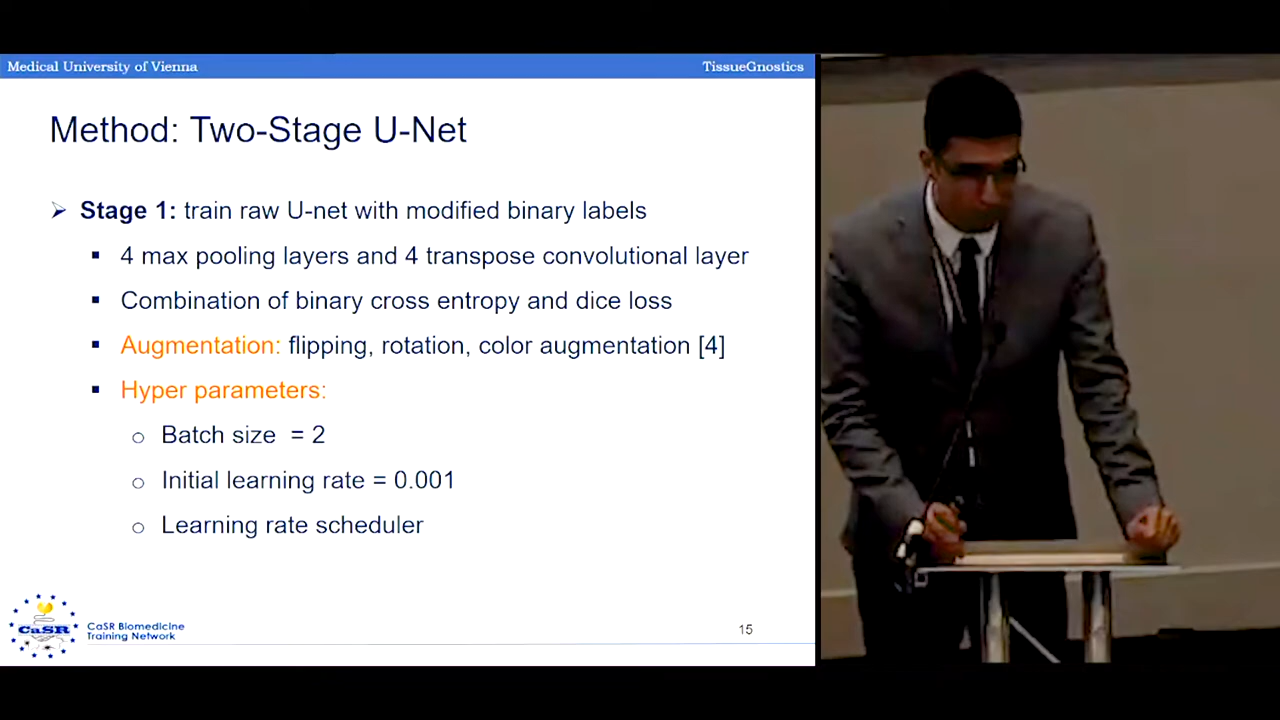 Medical University of Vienna
TissueGnostics
Method: Two-Stage U-Net
Stage 1: train raw U-net with modified binary labels
4 max pooling layers and 4 transpose convolutional layer
Combination of binary cross entropy and dice loss
Augmentation: flipping, rotation, color augmentation [4]
Hyper parameters:
Batch size = 2
Initial learning rate = 0.001
Learning rate scheduler
CaSR
CaSR Biomedicine
Training Network
15